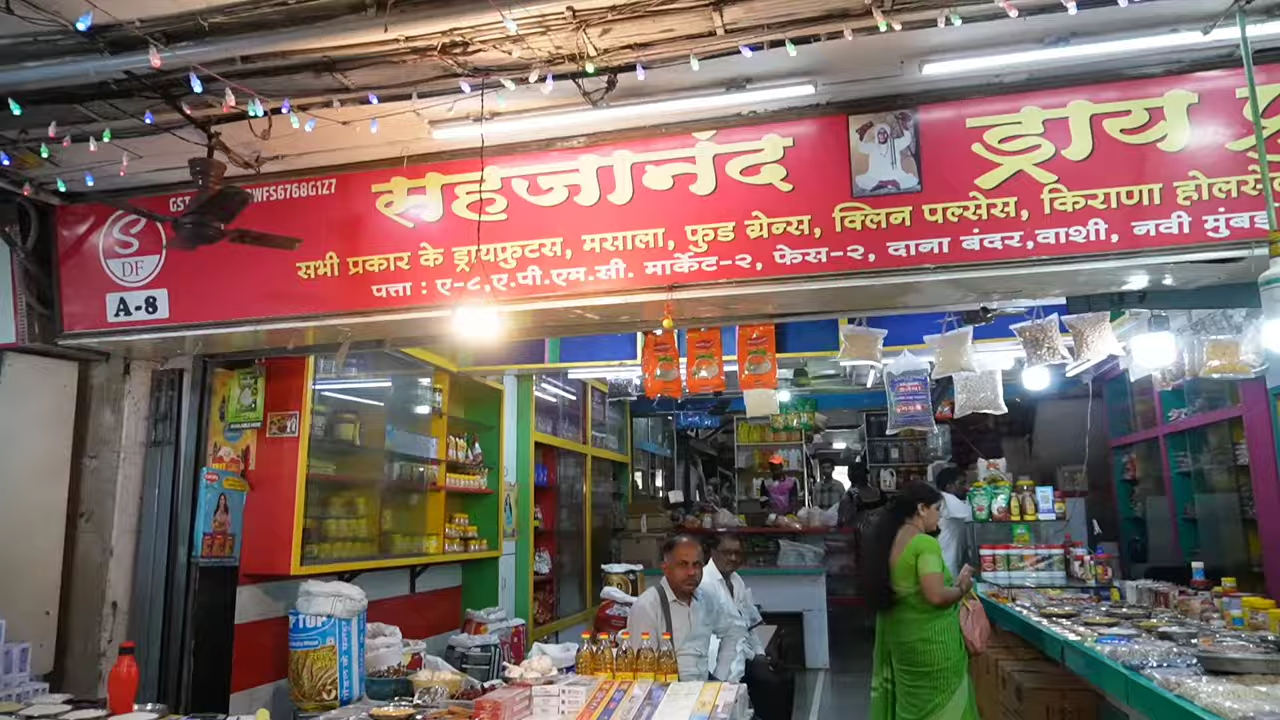 GST
WFS6768G1Z7
सहजानंद ड्राय
S
DF
A-8
सभी प्रकार के ड्रायफ्रुटस, मसाला, फुड ग्रेन्स, क्लिन पल्सेस, किराणा
पत्ता : ए-८,ए.पी.एम.सी. मार्केट-२, फेस-२, दाना बंदर,वाशी, नवी मुंबई